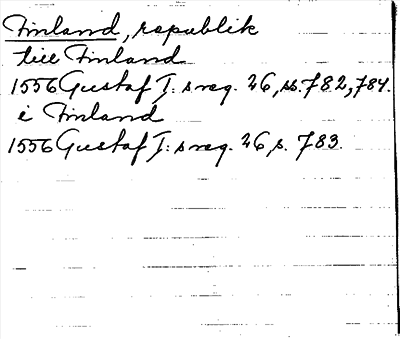 Finland, republik
till Finland
1556 Gustaf I:s reg. 26, ss. 782, 784.
i Finland
1556 Gustaf I:s reg. 26, s. 783.